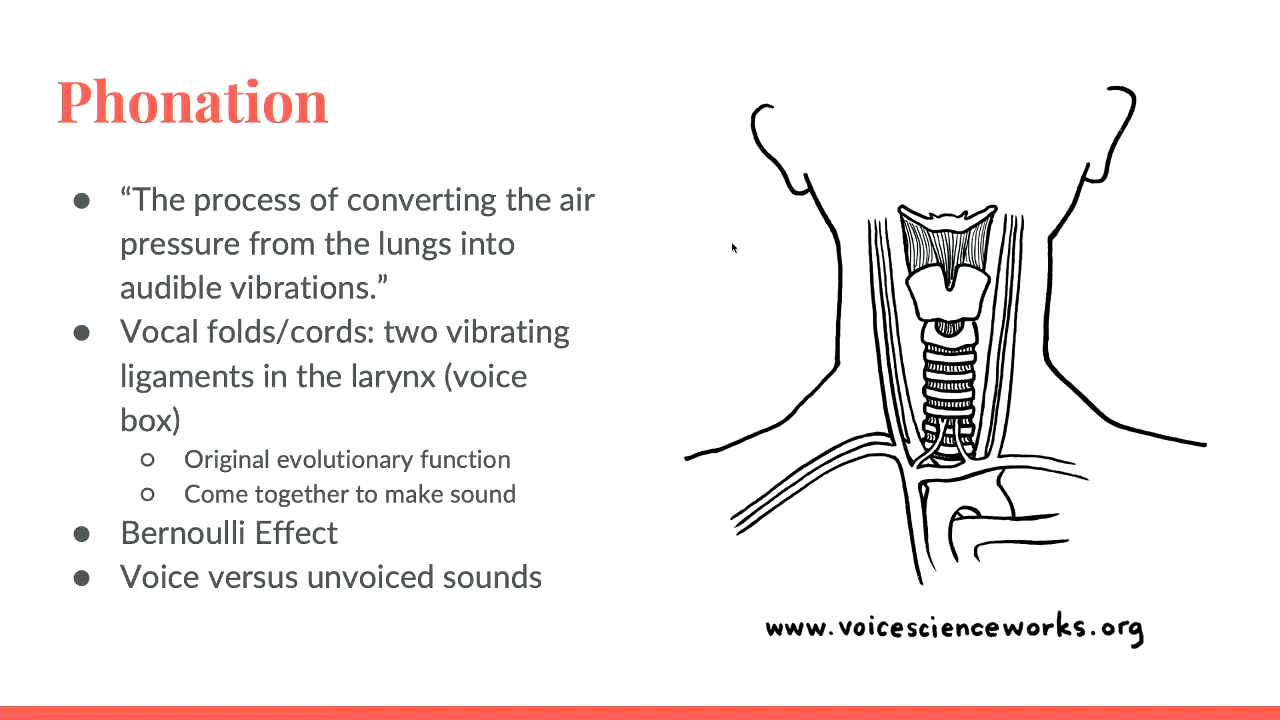 Phonation
● “The process of converting the air
pressure from the lungs into
audible vibrations.”
● Vocal folds/cords: two vibrating
ligaments in the larynx (voice
box)
○ Original evolutionary function
○ Come together to make sound
● Bernoulli Effect
● Voice versus unvoiced sounds
www.voicescienceworks.org